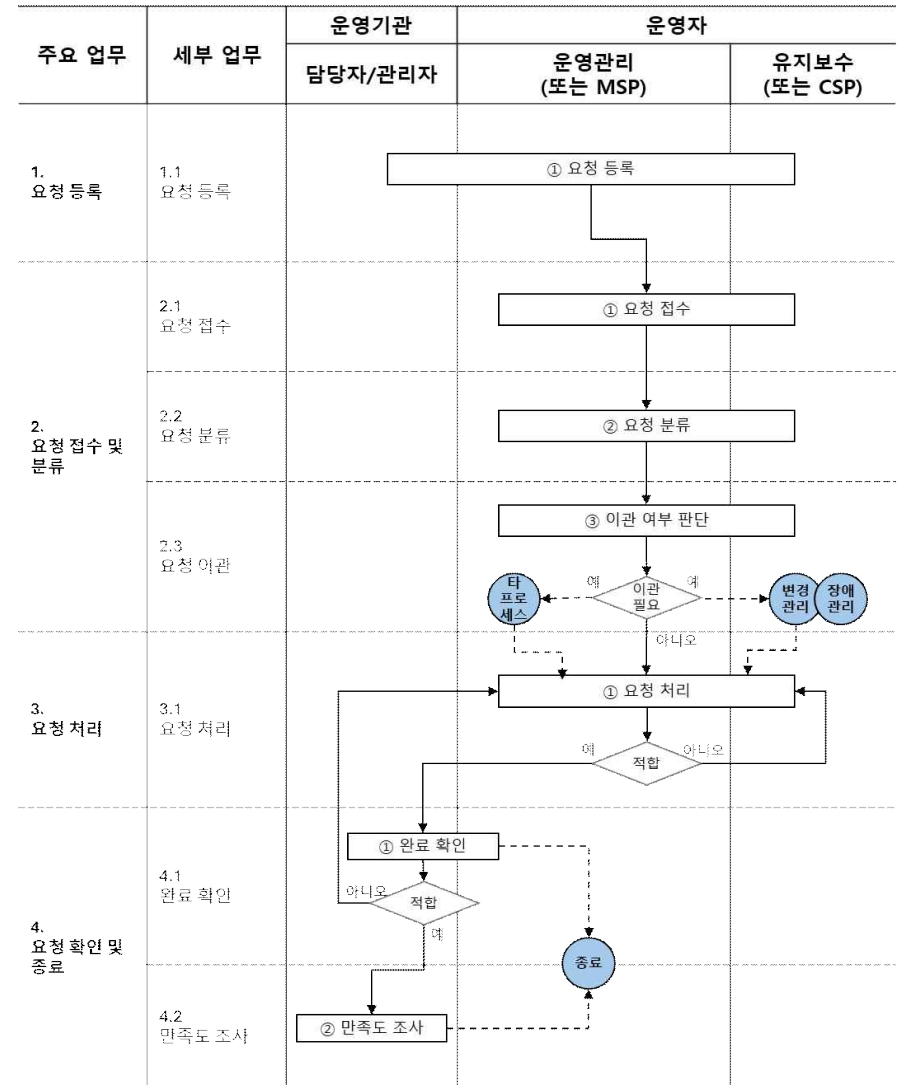 주요 업무
세부 업무
운영기관
운영자
담당자/관리자
운영관리
(또는 MSP)
유지보수
(또는 CSP)
1.
요청 등록
1.1
요청 등록
① 요청 등록
2.
요청 접수 및
분류
2.1
요청 접수
① 요청 접수
2.2
요청 분류
② 요청 분류
2.3
요청 이관
③ 이관 여부 판단
타
프로
세스
예
이관
필요
예
변경
관리
장애
관리
아니오
3.
요청 처리
3.1
요청 처리
① 요청 처리
예
적합
아니오
4.
요청 확인 및
종료
4.1
완료 확인
① 완료 확인
아니오
적합
예
종료
4.2
만족도 조사
② 만족도 조사